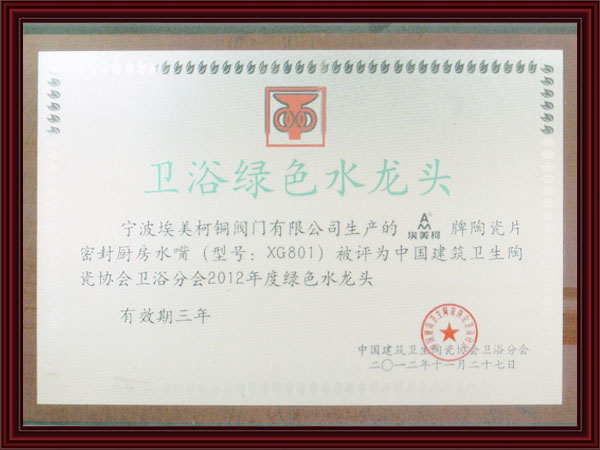 卫浴绿色水龙头
宁波埃美柯铜阀门有限公司生产的 AM® 埃美柯 牌陶瓷片
密封厨房水嘴（型号：XG801）被评为中国建筑卫生陶
瓷协会卫浴分会2012年度绿色水龙头
有效期三年
中国建筑卫生陶瓷协会卫浴分会
二〇一二年十一月二十七日